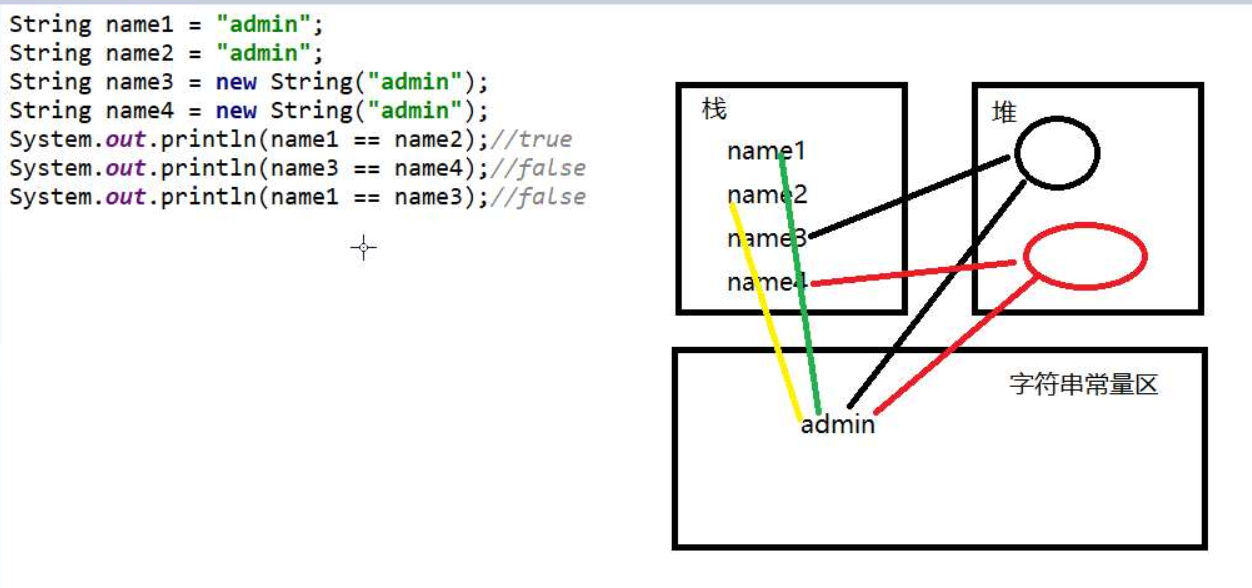 String name1 = "admin";
String name2 = "admin";
String name3 = new String("admin");
String name4 = new String("admin");
System.out.println(name1 == name2);//true
System.out.println(name3 == name4);//false
System.out.println(name1 == name3);//false
栈
name1
name2
name3
name4
堆
字符串常量区
admin